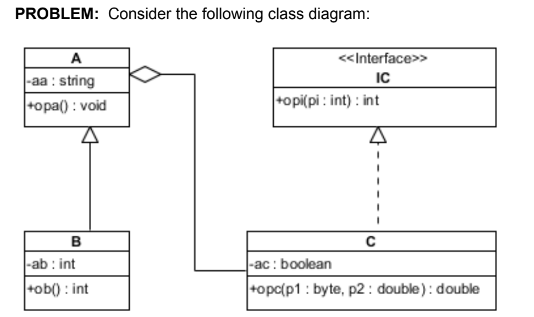 PROBLEM: Consider the following class diagram:
A
-aa : string
+opa() : void
<<Interface>>
IC
+opi(pi : int) : int
B
-ab : int
+ob() : int
C
-ac : boolean
+opc(p1 : byte, p2 : double) : double